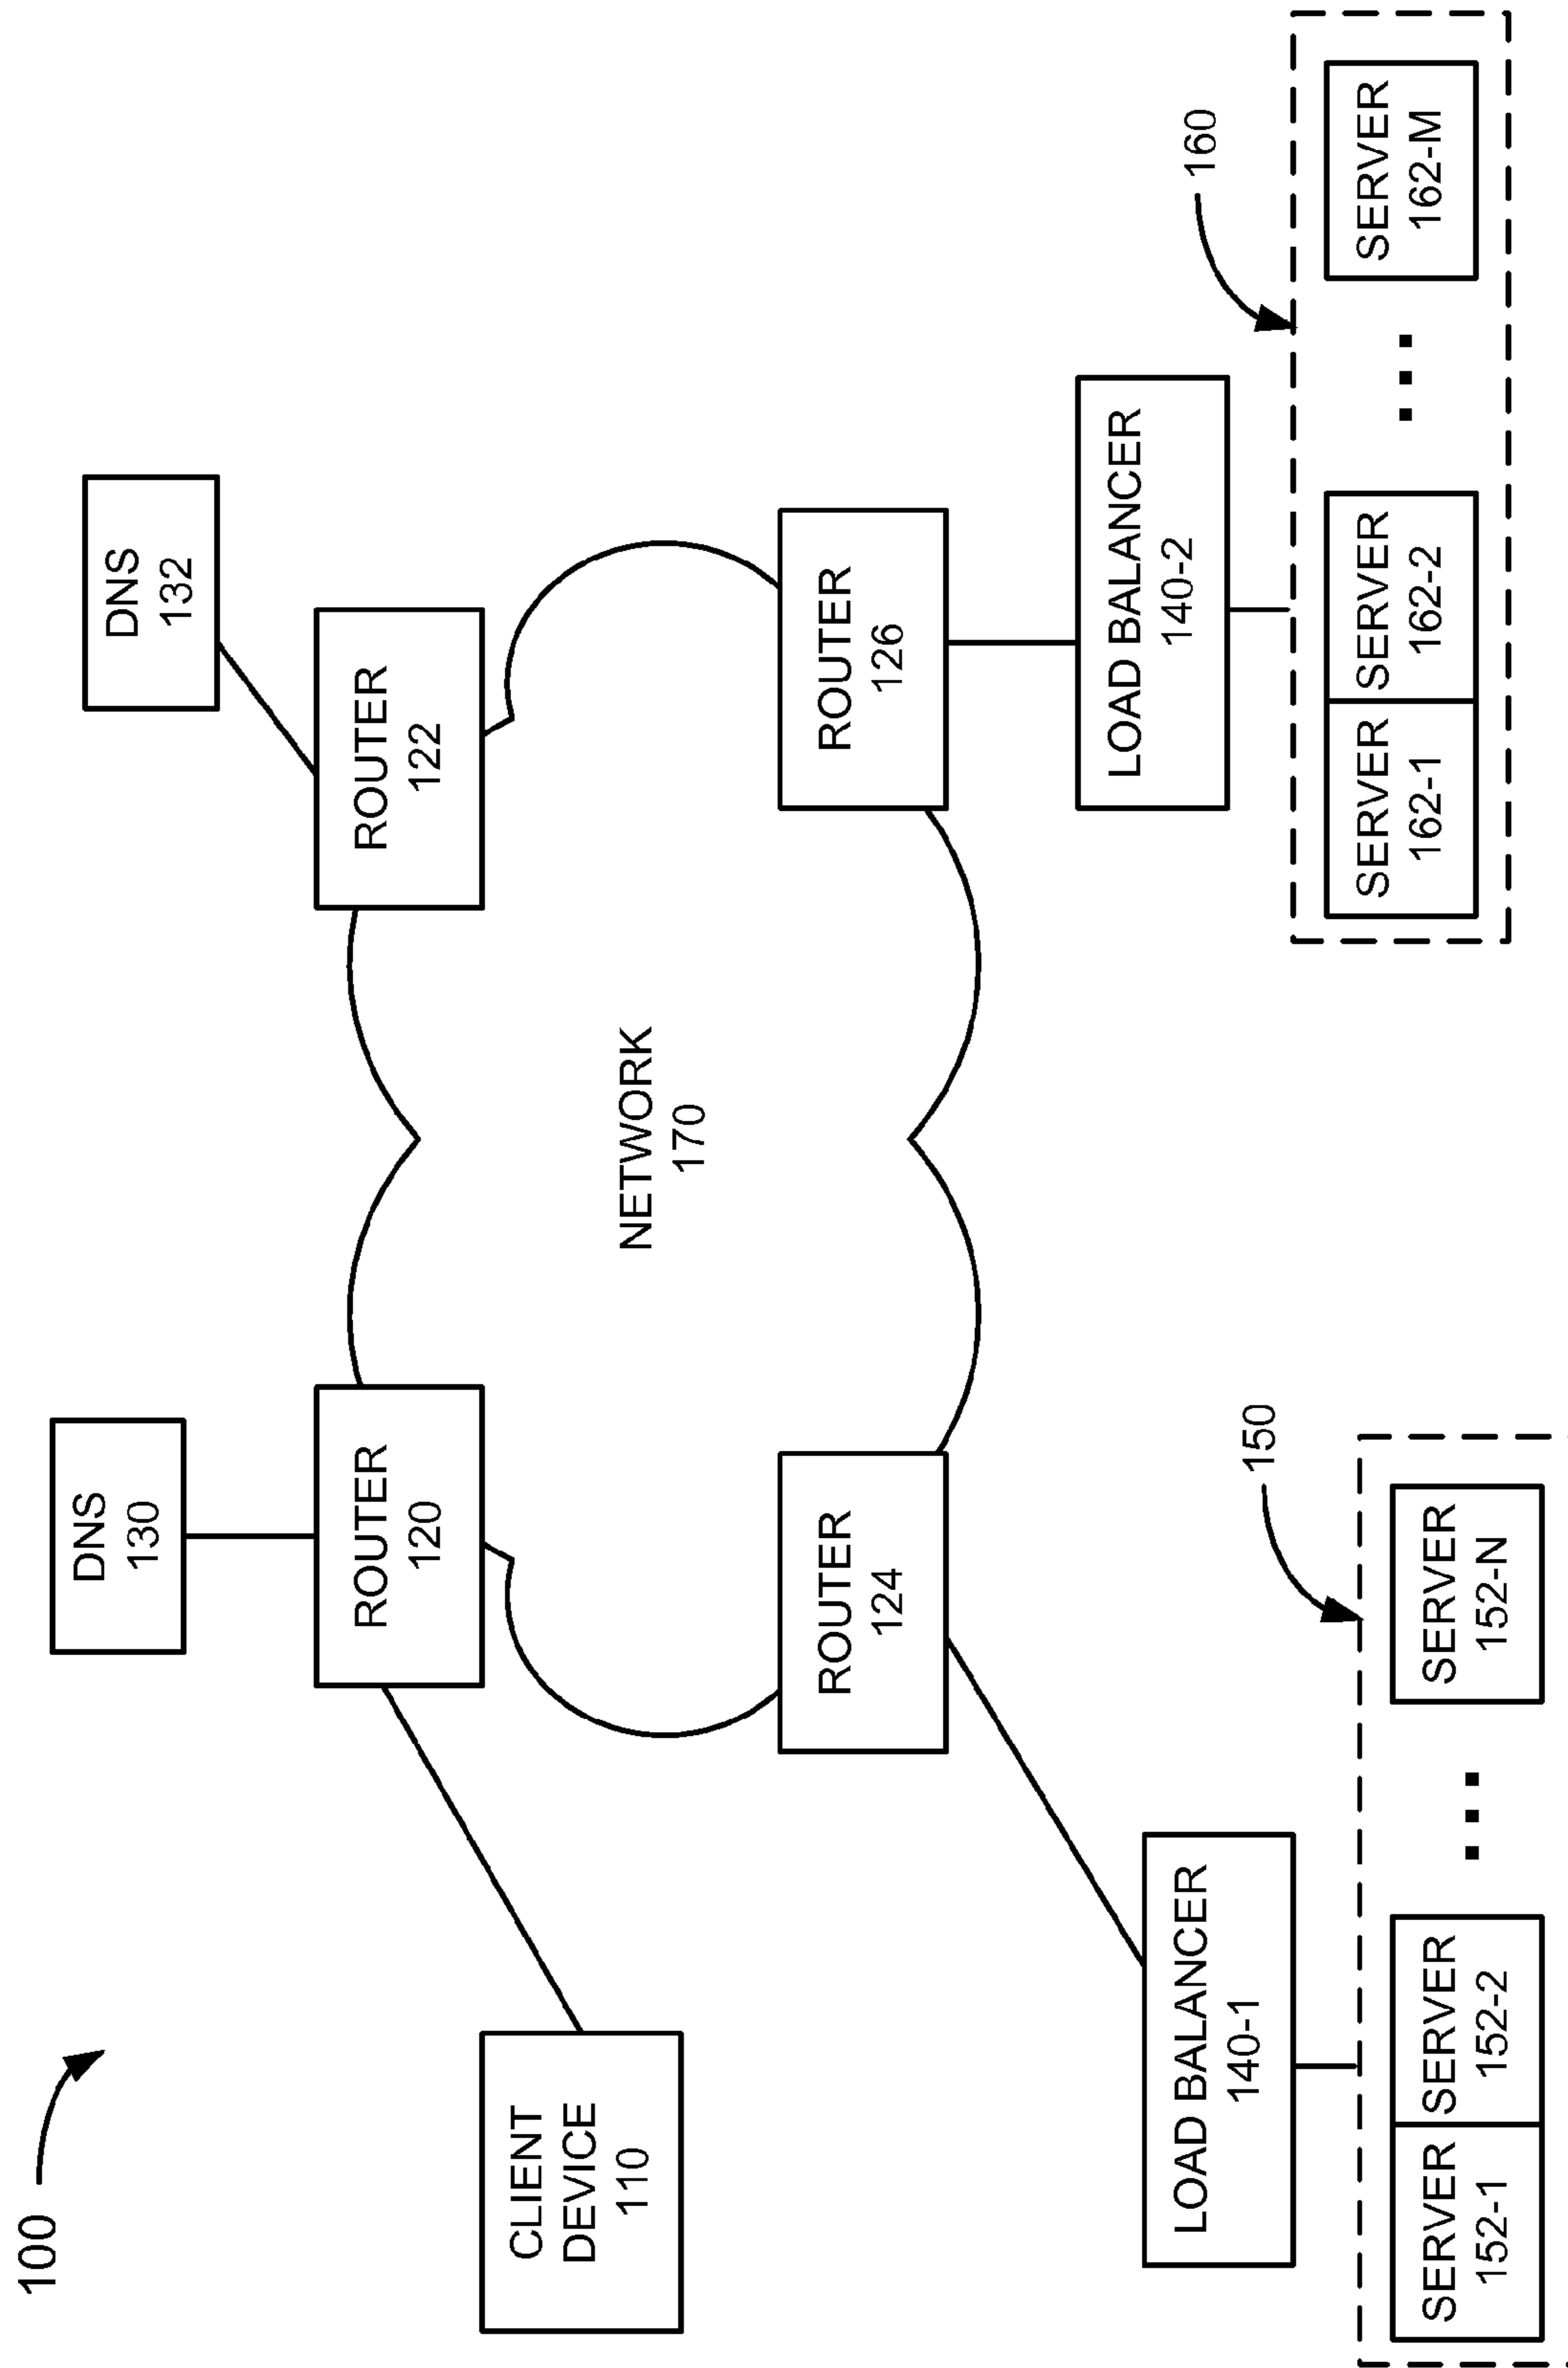 100
DNS
130
DNS
132
CLIENT
DEVICE
110
ROUTER
120
ROUTER
122
NETWORK
170
ROUTER
124
ROUTER
126
LOAD BALANCER
140-1
LOAD BALANCER
140-2
150
160
SERVER
152-1
SERVER
152-2
...
SERVER
152-N
SERVER
162-1
SERVER
162-2
...
SERVER
162-M